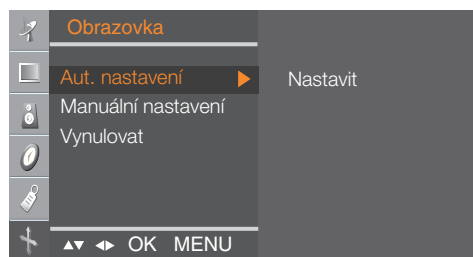 Obrazovka
Aut. nastavení ▶ Nastavit
Manuální nastavení
Vynulovat
▲▼ ◀▶ OK MENU